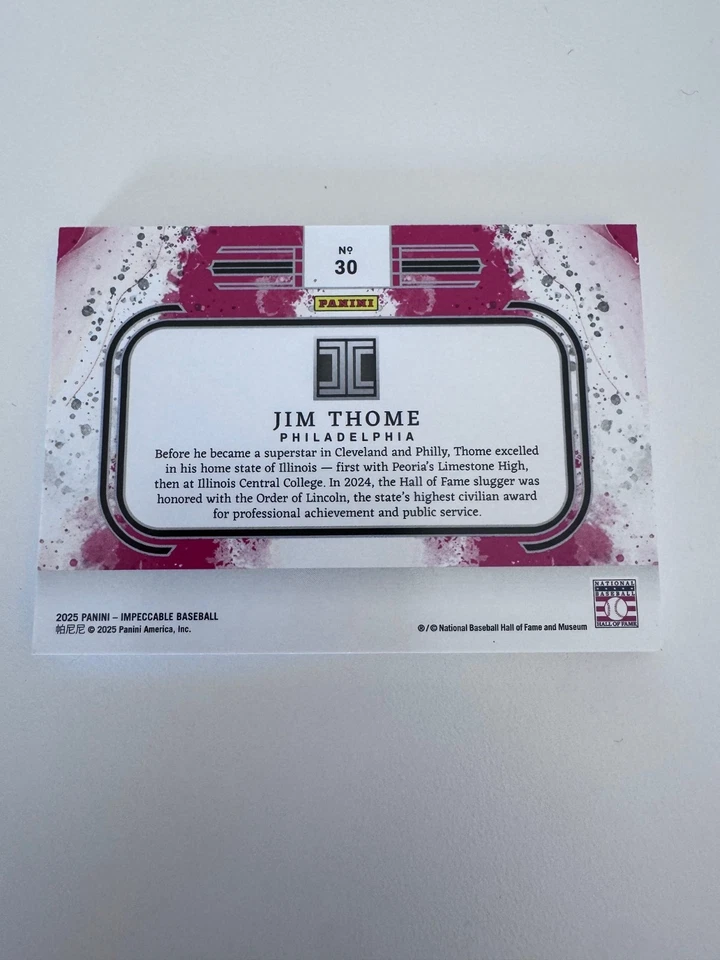 Nº
30
PANINI
JIM THOME
PHILADELPHIA
Before he became a superstar in Cleveland and Philly, Thome excelled
in his home state of Illinois — first with Peoria's Limestone High,
then at Illinois Central College. In 2024, the Hall of Fame slugger was
honored with the Order of Lincoln, the state's highest civilian award
for professional achievement and public service.
NATIONAL
BASEBALL
HALL OF FAME
2025 PANINI – IMPECCABLE BASEBALL
帕尼尼 © 2025 Panini America, Inc.
®/© National Baseball Hall of Fame and Museum